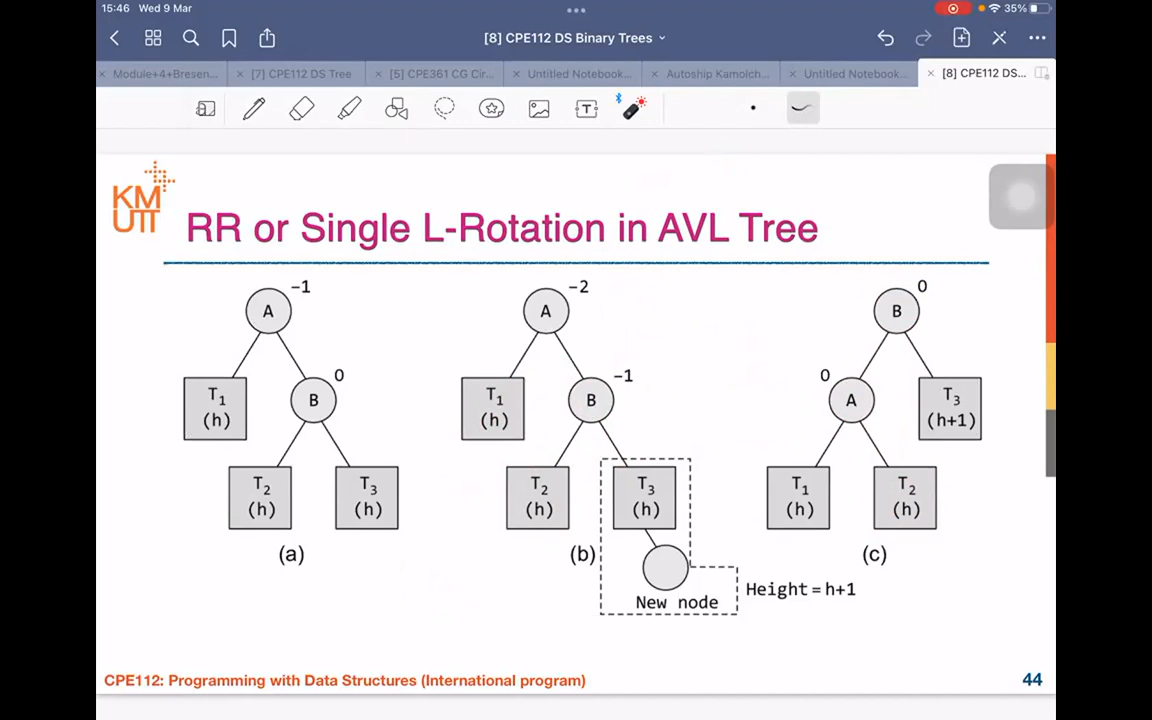 15:46 Wed 9 Mar
35%
[8] CPE112 DS Binary Trees
Module+4+Bresen...
[7] CPE112 DS Tree
[5] CPE361 CG Cir...
Untitled Notebook...
Autoship Kamolch...
Untitled Notebook...
[8] CPE112 DS...
T
KM
UTT
RR or Single L-Rotation in AVL Tree
−1
A
T1
(h)
0
B
T2
(h)
T3
(h)
(a)
−2
A
T1
(h)
−1
B
T2
(h)
T3
(h)
New node
(b)
Height = h+1
0
B
0
A
T3
(h+1)
T1
(h)
T2
(h)
(c)
CPE112: Programming with Data Structures (International program)
44